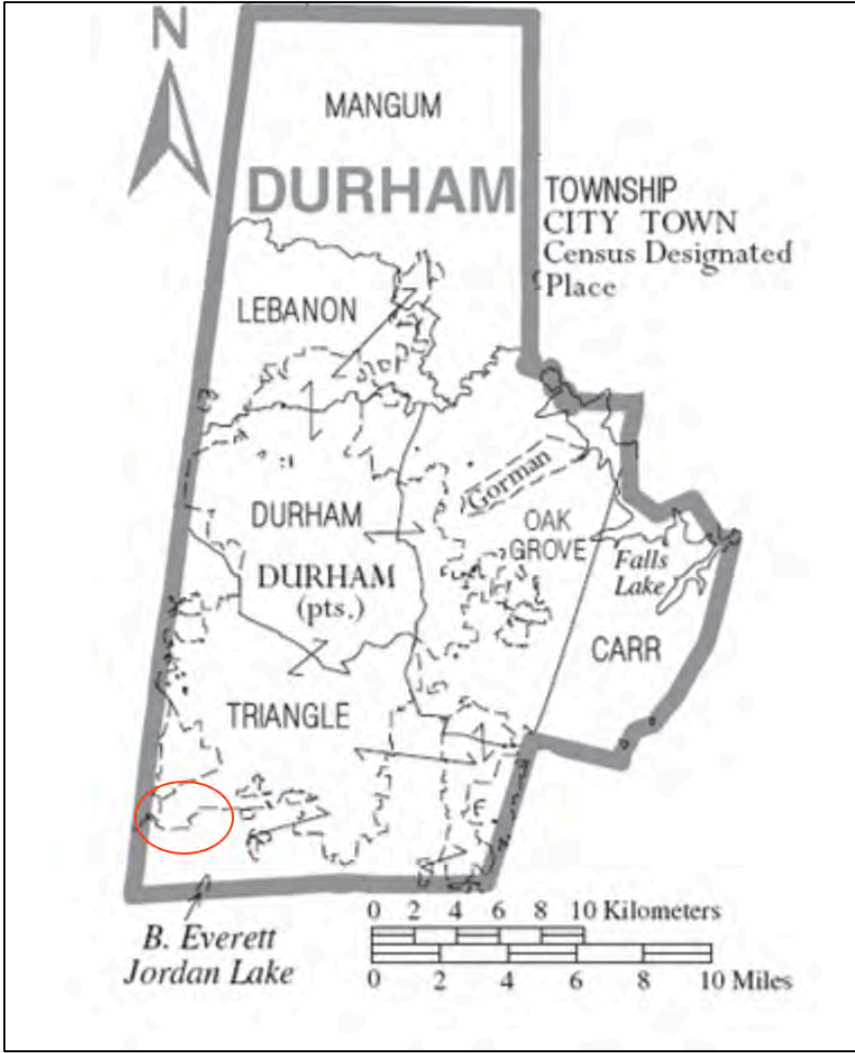 N
MANGUM
DURHAM
TOWNSHIP
CITY TOWN
Census Designated
Place
LEBANON
Gorman
DURHAM
OAK
GROVE
DURHAM
(pts.)
Falls
Lake
CARR
TRIANGLE
B. Everett
Jordan Lake
0 2 4 6 8 10 Kilometers
0 2 4 6 8 10 Miles